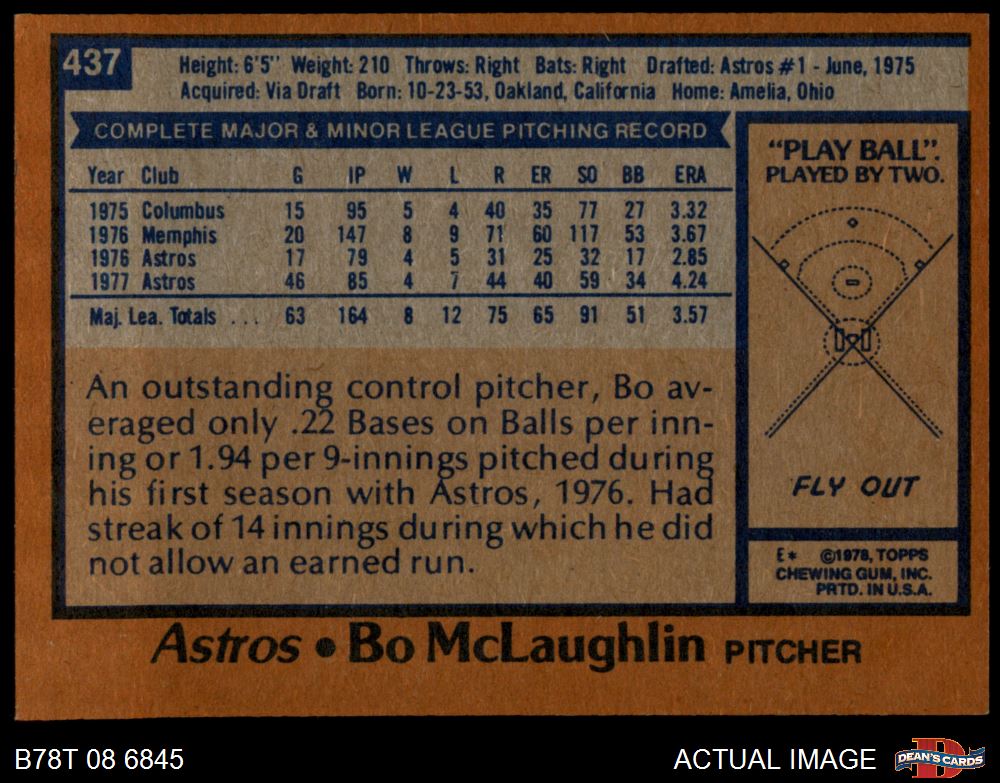 437
Height: 6'5" Weight: 210 Throws: Right Bats: Right Drafted: Astros #1 - June, 1975
Acquired: Via Draft Born: 10-23-53, Oakland, California Home: Amelia, Ohio
COMPLETE MAJOR & MINOR LEAGUE PITCHING RECORD
Year Club G IP W L R ER SO BB ERA
1975 Columbus 15 95 5 4 40 35 77 27 3.32
1976 Memphis 20 147 8 9 71 60 117 53 3.67
1976 Astros 17 79 4 5 31 25 32 17 2.85
1977 Astros 46 85 4 7 44 40 59 34 4.24
Maj. Lea. Totals ... 63 164 8 12 75 65 91 51 3.57
An outstanding control pitcher, Bo av-
eraged only .22 Bases on Balls per inn-
ing or 1.94 per 9-innings pitched during
his first season with Astros, 1976. Had
streak of 14 innings during which he did
not allow an earned run.
"PLAY BALL".
PLAYED BY TWO.
FLY OUT
E* ©1978, TOPPS
CHEWING GUM, INC.
PRTD. IN U.S.A.
Astros • Bo McLaughlin PITCHER
B78T 08 6845
ACTUAL IMAGE
D
DEAN'S CARDS